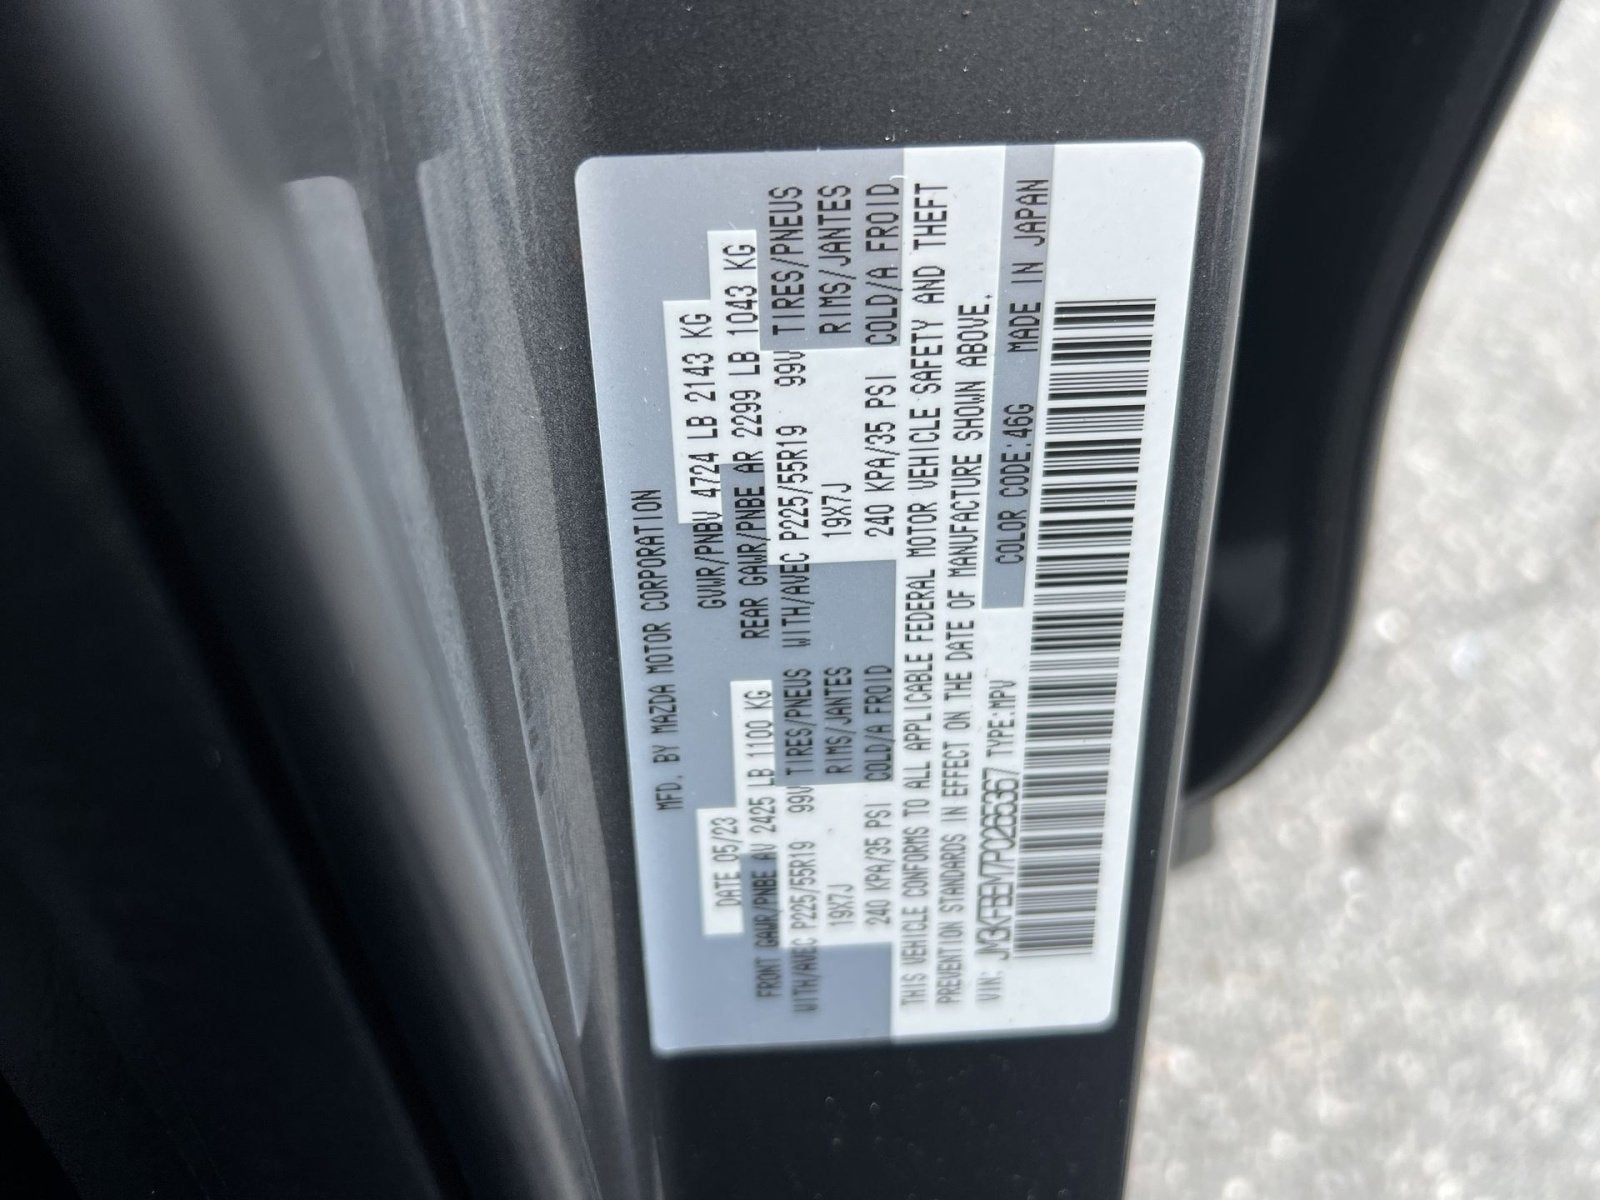 MFD. BY MAZDA MOTOR CORPORATION
DATE 05/23 GVWR/PNBV 4724 LB 2143 KG
FRONT GAWR/PNBE AV 2425 LB 1100 KG REAR GAWR/PNBE AR 2299 LB 1043 KG
WITH/AVEC P225/55R19 99V TIRES/PNEUS WITH/AVEC P225/55R19 99V TIRES/PNEUS
19X7J RIMS/JANTES 19X7J RIMS/JANTES
240 KPA/35 PSI COLD/A FROID 240 KPA/35 PSI COLD/A FROID
THIS VEHICLE CONFORMS TO ALL APPLICABLE FEDERAL MOTOR VEHICLE SAFETY AND THEFT
PREVENTION STANDARDS IN EFFECT ON THE DATE OF MANUFACTURE SHOWN ABOVE.
VIN: JM3KFBEM7P0265367 TYPE:MPV COLOR CODE:46G MADE IN JAPAN